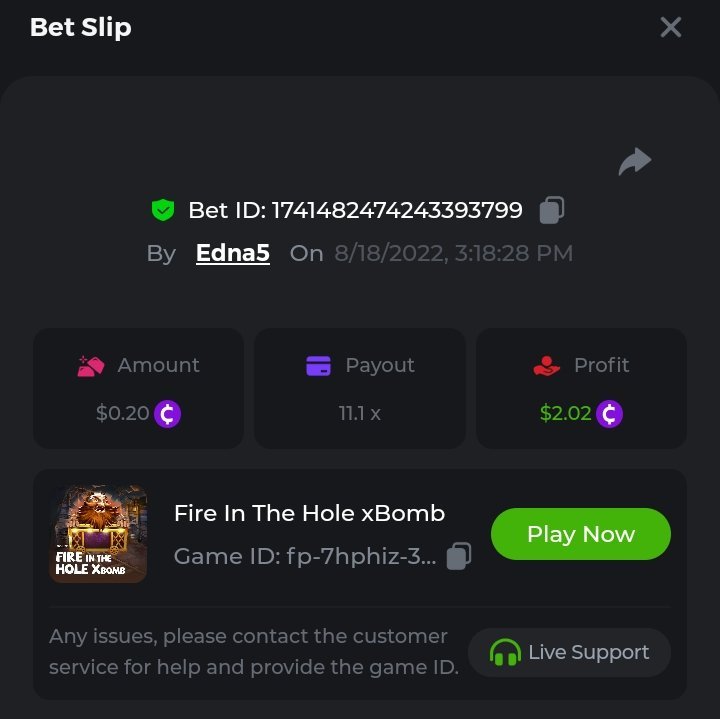 Bet Slip
Bet ID: 1741482474243393799
By Edna5 On 8/18/2022, 3:18:28 PM
Amount Payout Profit
$0.20 11.1 x $2.02
Fire In The Hole xBomb
Game ID: fp-7hphiz-3...
Play Now
FIRE IN THE
HOLE XBOMB
Any issues, please contact the customer
service for help and provide the game ID.
Live Support